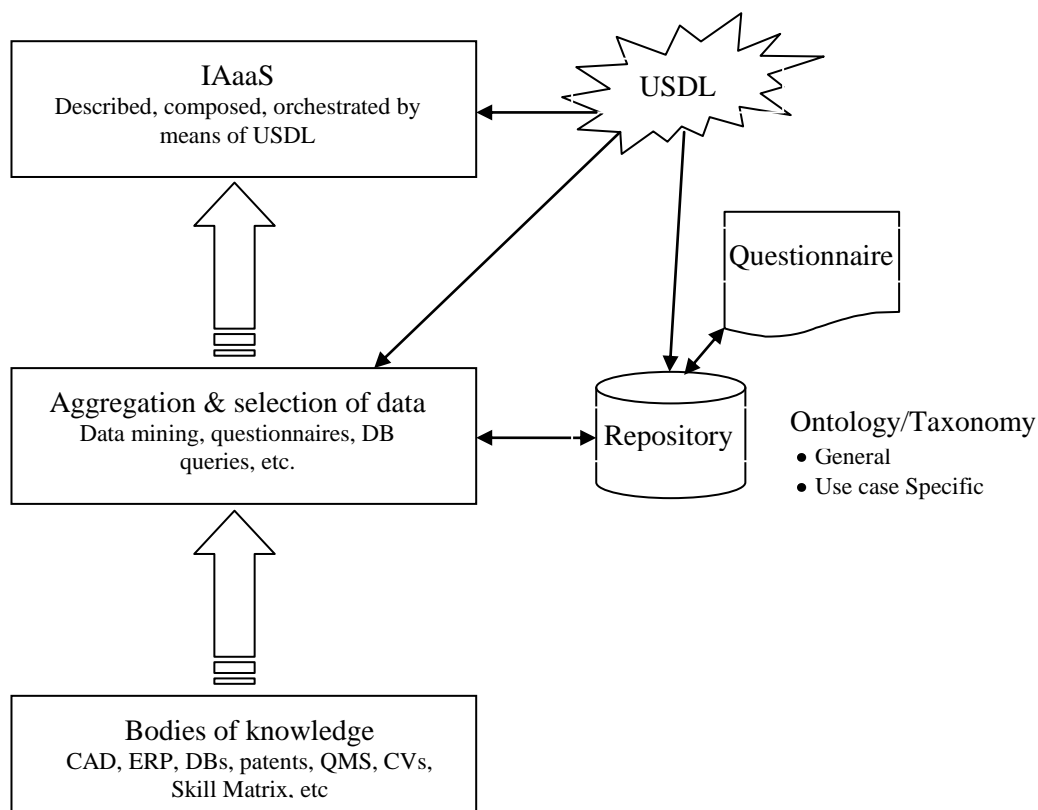 IAaaS
Described, composed, orchestrated by
means of USDL
USDL
Questionnaire
Aggregation & selection of data
Data mining, questionnaires, DB
queries, etc.
Repository
Ontology/Taxonomy
• General
• Use case Specific
Bodies of knowledge
CAD, ERP, DBs, patents, QMS, CVs,
Skill Matrix, etc